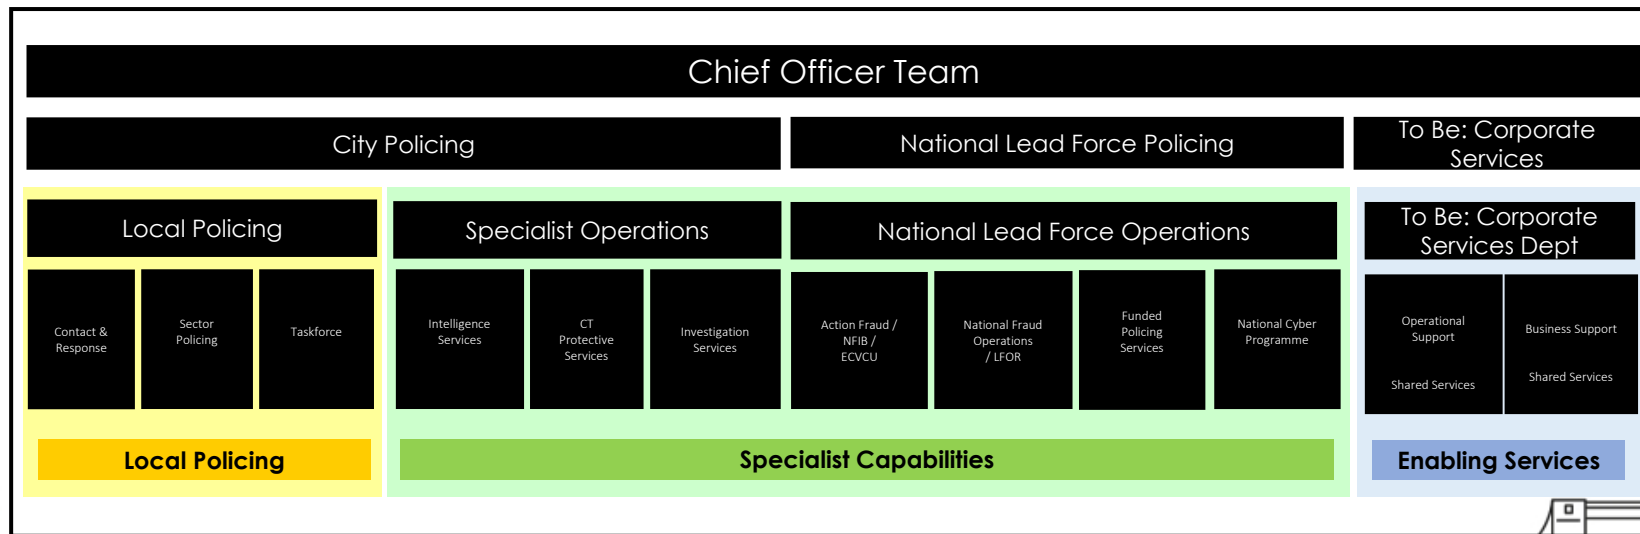 Chief Officer Team
City Policing
National Lead Force Policing
To Be: Corporate
Services
Local Policing
Specialist Operations
National Lead Force Operations
To Be: Corporate
Services Dept
Contact &
Response
Sector
Policing
Taskforce
Intelligence
Services
CT
Protective
Services
Investigation
Services
Action Fraud /
NFIB /
ECVCU
National Fraud
Operations
/ LFOR
Funded
Policing
Services
National Cyber
Programme
Operational
Support
Shared Services
Business Support
Shared Services
Local Policing
Specialist Capabilities
Enabling Services